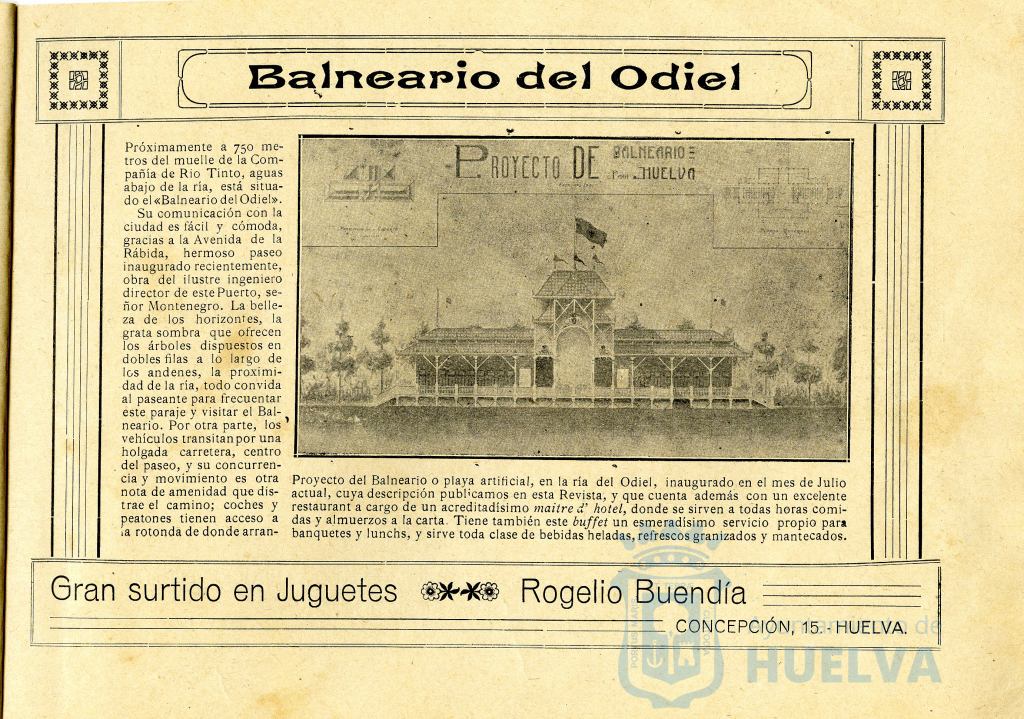 Balneario del Odiel
Próximamente a 750 me-
tros del muelle de la Com-
pañía de Rio Tinto, aguas
abajo de la ría, está situa-
do el «Balneario del Odiel».
Su comunicación con la
ciudad es fácil y cómoda,
gracias a la Avenida de la
Rábida, hermoso paseo
inaugurado recientemente,
obra del ilustre ingeniero
director de este Puerto, se-
ñor Montenegro. La belle-
za de los horizontes, la
grata sombra que ofrecen
los árboles dispuestos en
dobles filas a lo largo de
los andenes, la proximi-
dad de la ría, todo convida
al paseante para frecuentar
este paraje y visitar el Bal-
neario. Por otra parte, los
vehículos transitan por una
holgada carretera, centro
del paseo, y su concurren-
cia y movimiento es otra
nota de amenidad que dis-
trae el camino; coches y
peatones tienen acceso a
la rotonda de donde arran-
PROYECTO DE BALNEARIO
PARA HUELVA
Proyecto del Balneario o playa artificial, en la ría del Odiel, inaugurado en el mes de Julio
actual, cuya descripción publicamos en esta Revista, y que cuenta además con un excelente
restaurant a cargo de un acreditadísimo maitre d' hotel, donde se sirven a todas horas comi-
das y almuerzos a la carta. Tiene también este buffet un esmeradísimo servicio propio para
banquetes y lunchs, y sirve toda clase de bebidas heladas, refrescos granizados y mantecados.
Gran surtido en Juguetes Rogelio Buendía
CONCEPCIÓN, 15.- HUELVA.
Ayuntamiento de
HUELVA